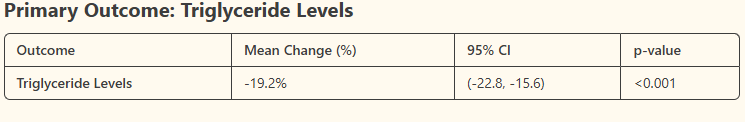 Primary Outcome: Triglyceride Levels
Outcome Mean Change (%) 95% CI p-value
Triglyceride Levels -19.2% (-22.8, -15.6) <0.001